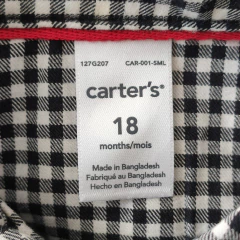 127G207 CAR-001-SML
carter's®
18
months/mois
Made in Bangladesh
Fabriqué au Bangladesh
Hecho en Bangladesh